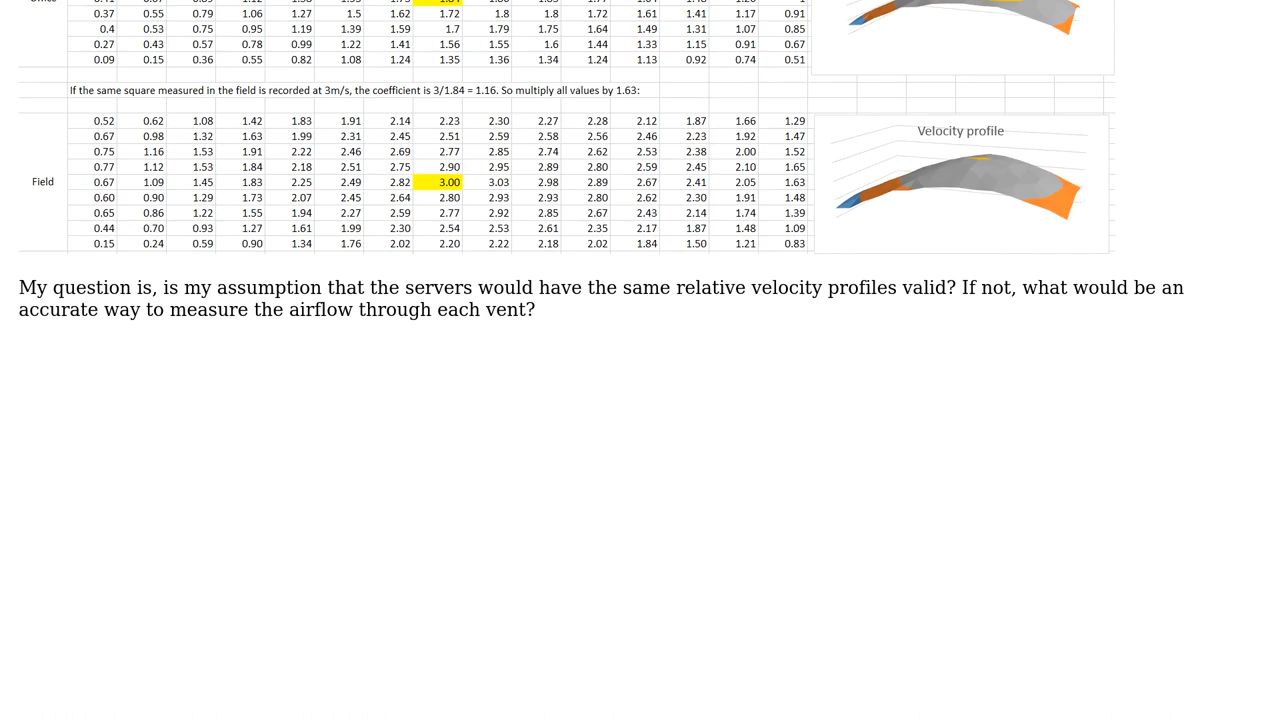 0.37 0.55 0.79 1.06 1.27 1.5 1.62 1.72 1.8 1.8 1.72 1.61 1.41 1.17 0.91
0.4 0.53 0.75 0.95 1.19 1.39 1.59 1.7 1.79 1.75 1.64 1.49 1.31 1.07 0.85
0.27 0.43 0.57 0.78 0.99 1.22 1.41 1.56 1.55 1.6 1.44 1.33 1.15 0.91 0.67
0.09 0.15 0.36 0.55 0.82 1.08 1.24 1.35 1.36 1.34 1.24 1.13 0.92 0.74 0.51
If the same square measured in the field is recorded at 3m/s, the coefficient is 3/1.84 = 1.16. So multiply all values by 1.63:
0.52 0.62 1.08 1.42 1.83 1.91 2.14 2.23 2.30 2.27 2.28 2.12 1.87 1.66 1.29
0.67 0.98 1.32 1.63 1.99 2.31 2.45 2.51 2.59 2.58 2.56 2.46 2.23 1.92 1.47
0.75 1.16 1.53 1.91 2.22 2.46 2.69 2.77 2.85 2.74 2.62 2.53 2.38 2.00 1.52
0.77 1.12 1.53 1.84 2.18 2.51 2.75 2.90 2.95 2.89 2.80 2.59 2.45 2.10 1.65
Field 0.67 1.09 1.45 1.83 2.25 2.49 2.82 3.00 3.03 2.98 2.89 2.67 2.41 2.05 1.63
0.60 0.90 1.29 1.73 2.07 2.45 2.64 2.80 2.93 2.93 2.80 2.62 2.30 1.91 1.48
0.65 0.86 1.22 1.55 1.94 2.27 2.59 2.77 2.92 2.85 2.67 2.43 2.14 1.74 1.39
0.44 0.70 0.93 1.27 1.61 1.99 2.30 2.54 2.53 2.61 2.35 2.17 1.87 1.48 1.09
0.15 0.24 0.59 0.90 1.34 1.76 2.02 2.20 2.22 2.18 2.02 1.84 1.50 1.21 0.83
Velocity profile
My question is, is my assumption that the servers would have the same relative velocity profiles valid? If not, what would be an
accurate way to measure the airflow through each vent?